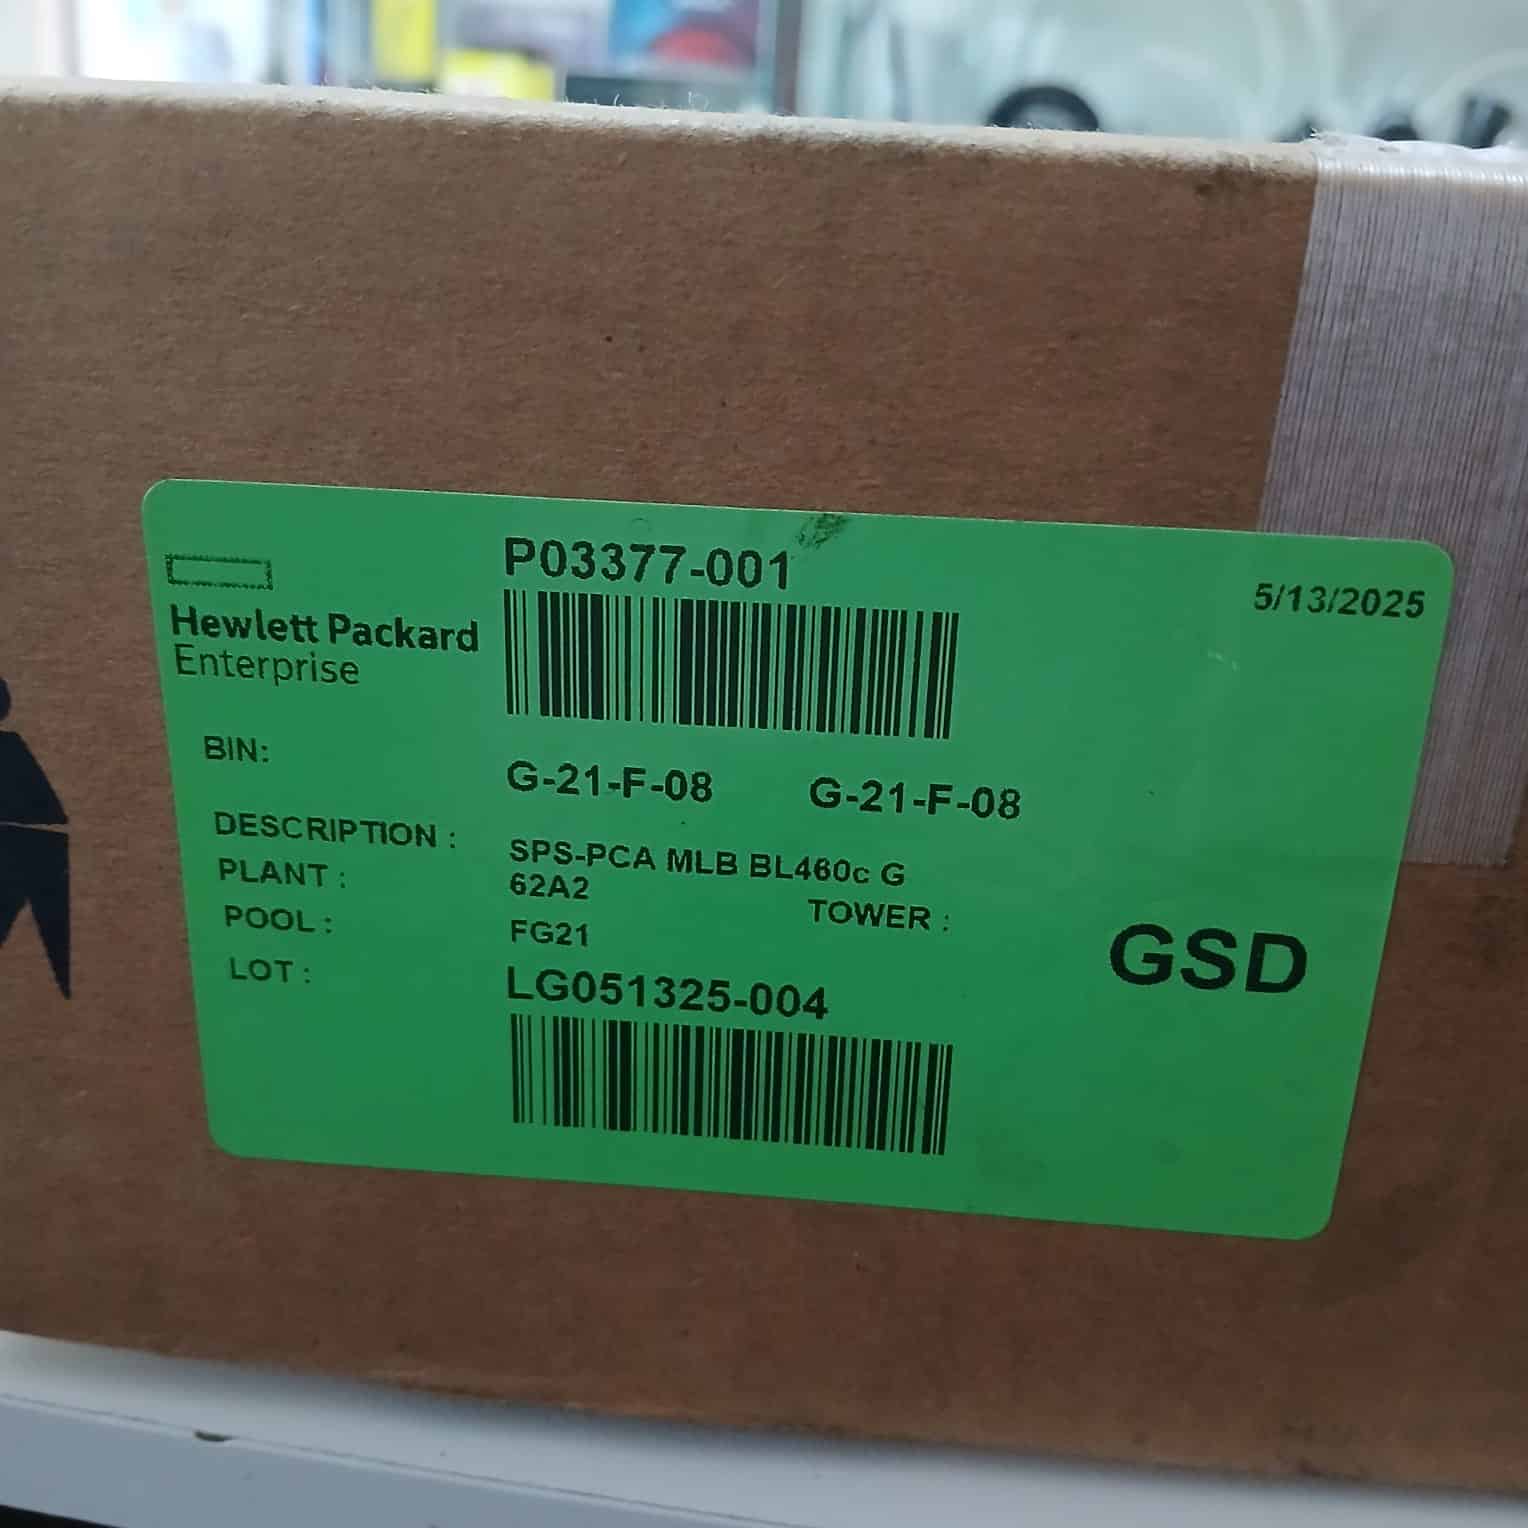 P03377-001
5/13/2025
Hewlett Packard
Enterprise
BIN:
G-21-F-08 G-21-F-08
DESCRIPTION : SPS-PCA MLB BL460c G
PLANT : 62A2
TOWER :
POOL : FG21
GSD
LOT : LG051325-004